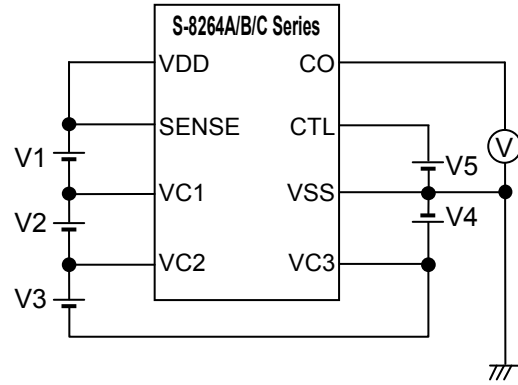 S-8264A/B/C Series
VDD CO
SENSE CTL
V1 V
V5
VC1 VSS
V2 V4
VC2 VC3
V3